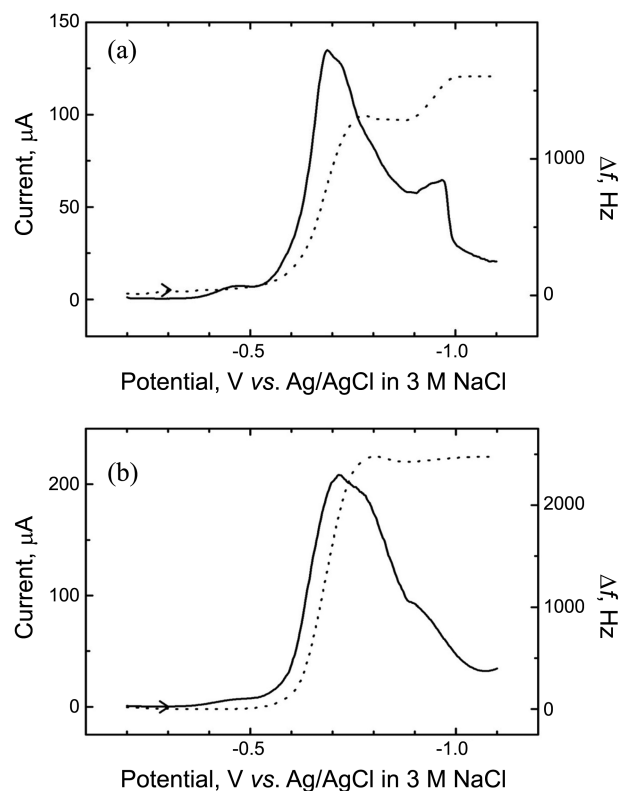 (a)
150
100
50
0
Current, μA
1000
0
Δf, Hz
-0.5
-1.0
Potential, V vs. Ag/AgCl in 3 M NaCl
(b)
200
100
0
Current, μA
2000
1000
0
Δf, Hz
-0.5
-1.0
Potential, V vs. Ag/AgCl in 3 M NaCl